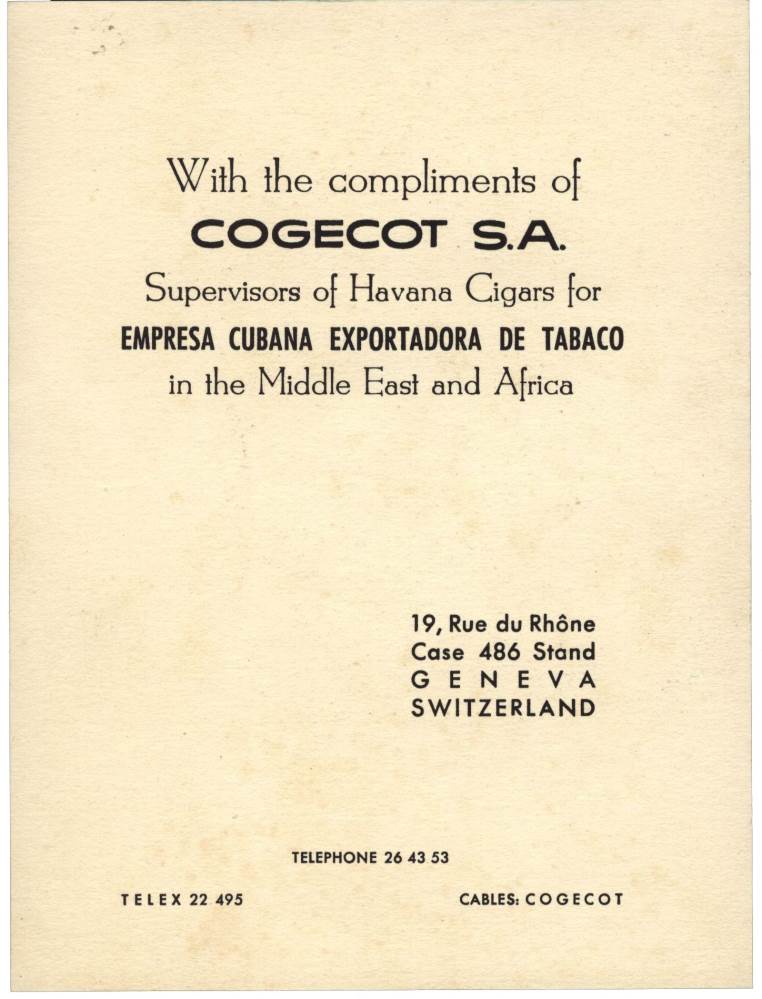 With the compliments of
COGECOT S.A.
Supervisors of Havana Cigars for
EMPRESA CUBANA EXPORTADORA DE TABACO
in the Middle East and Africa
19, Rue du Rhône
Case 486 Stand
GENEVA
SWITZERLAND
TELEPHONE 26 43 53
TELEX 22 495
CABLES: COGECOT